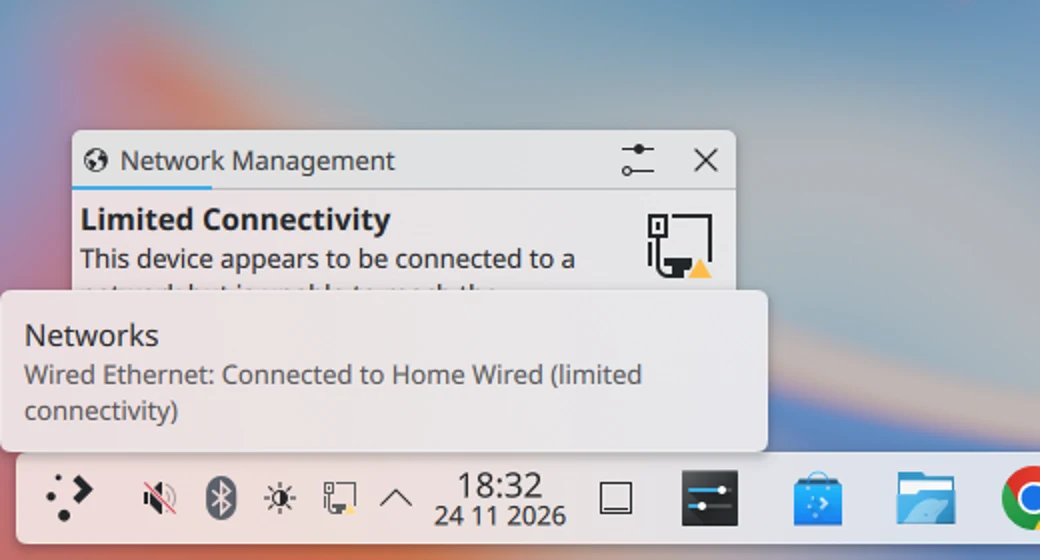 Network Management
Limited Connectivity
This device appears to be connected to a
Networks
Wired Ethernet: Connected to Home Wired (limited
connectivity)
18:32
24 11 2026